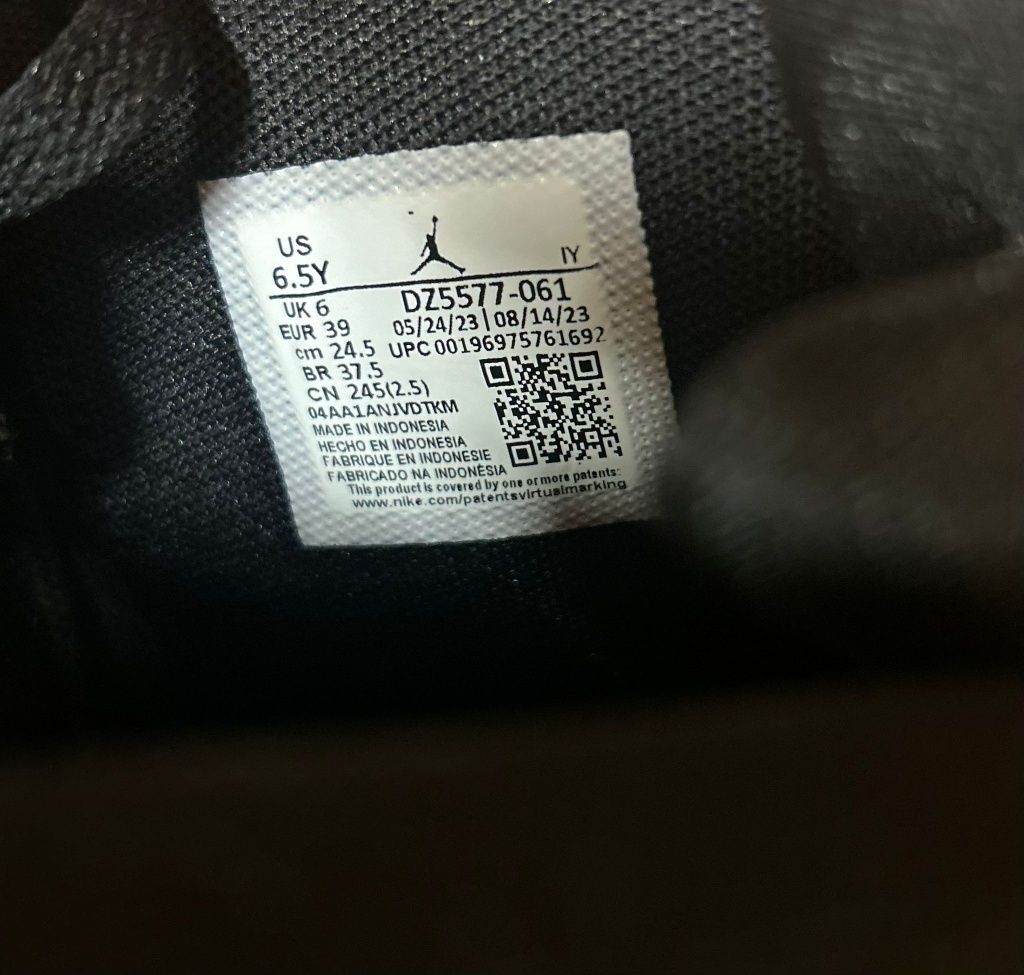 US
6.5Y
IY
UK 6
DZ5577-061
EUR 39
05/24/23 | 08/14/23
cm 24.5
UPC 00196975761692
BR 37.5
CN 245(2.5)
04AA1ANJVDTKM
MADE IN INDONESIA
HECHO EN INDONESIA
FABRIQUE EN INDONESIE
FABRICADO NA INDONÉSIA
This product is covered by one or more patents:
www.nike.com/patentsvirtualmarking